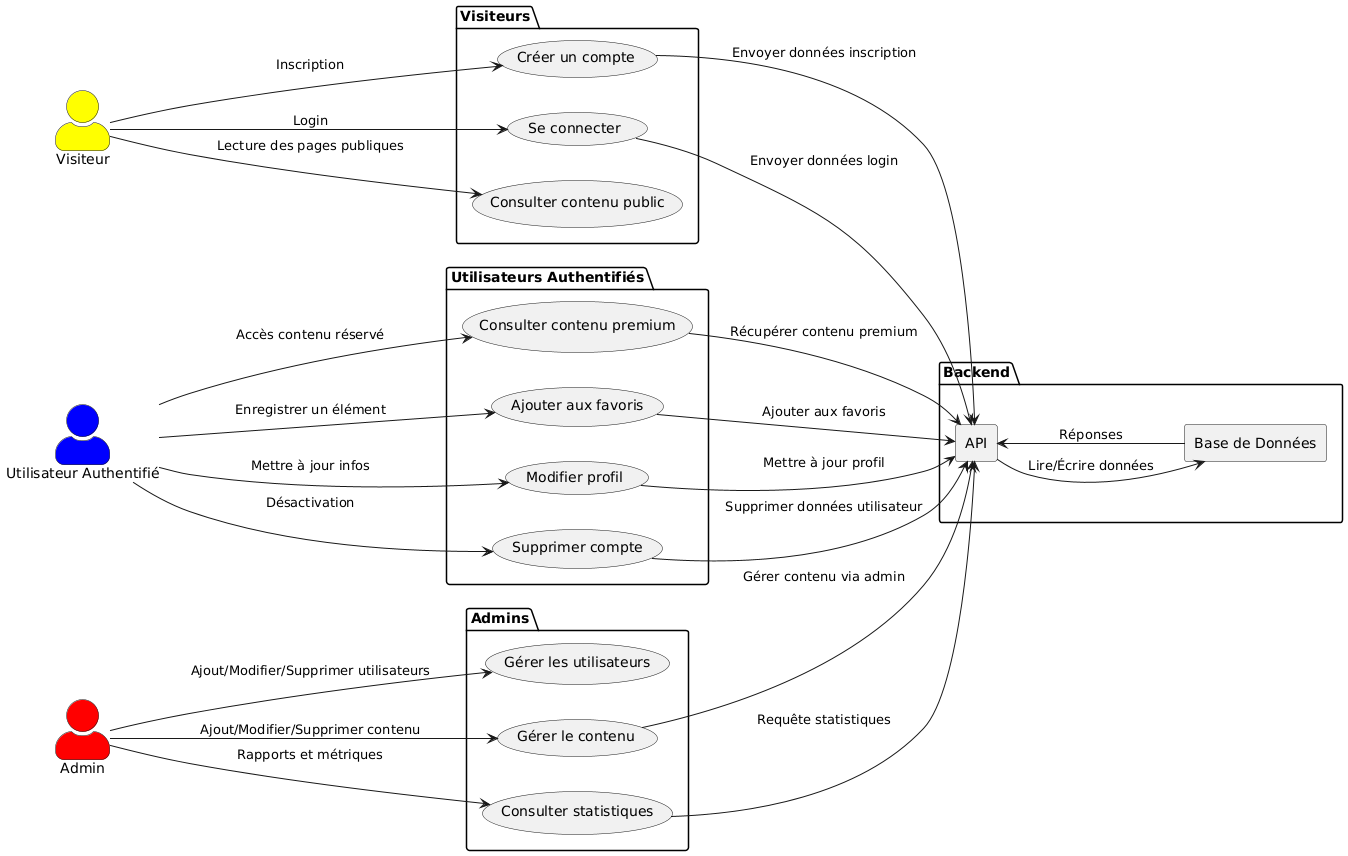 Visiteurs
Créer un compte
Envoyer données inscription
Inscription
Login
Se connecter
Lecture des pages publiques
Visiteur
Envoyer données login
Consulter contenu public
Utilisateurs Authentifiés
Consulter contenu premium
Récupérer contenu premium
Accès contenu réservé
Backend
Enregistrer un élément
Ajouter aux favoris
Ajouter aux favoris
Réponses
API
Base de Données
Utilisateur Authentifié
Mettre à jour infos
Modifier profil
Mettre à jour profil
Lire/Écrire données
Désactivation
Supprimer compte
Supprimer données utilisateur
Gérer contenu via admin
Admins
Gérer les utilisateurs
Ajout/Modifier/Supprimer utilisateurs
Requête statistiques
Ajout/Modifier/Supprimer contenu
Gérer le contenu
Rapports et métriques
Admin
Consulter statistiques